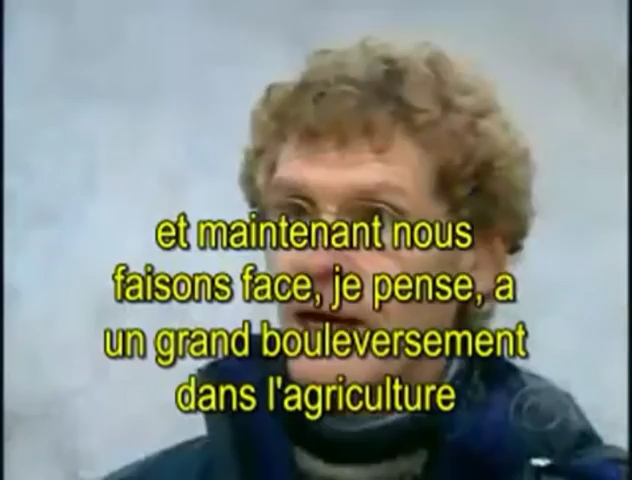 et maintenant nous
faisons face, je pense, a
un grand bouleversement
dans l'agriculture